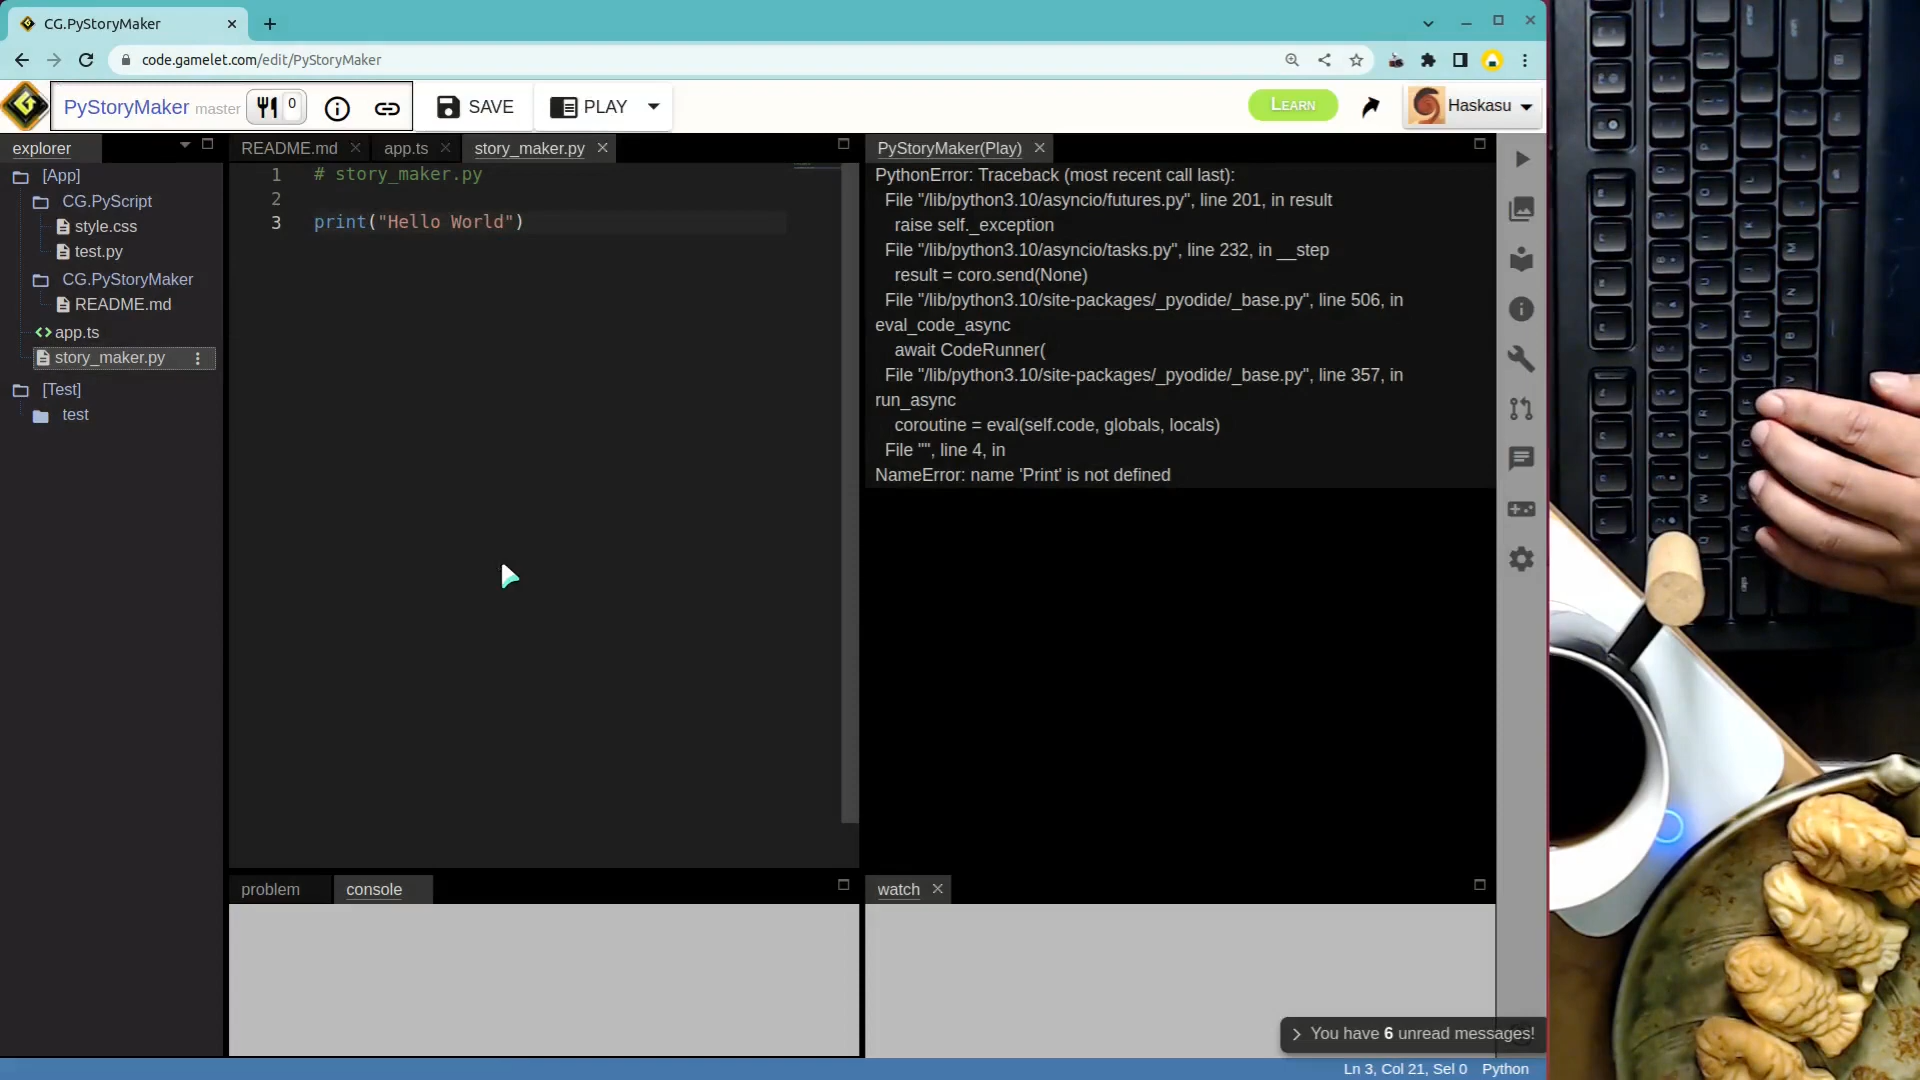 CG.PyStoryMaker
code.gamelet.com/edit/PyStoryMaker
PyStoryMaker master 0 SAVE PLAY LEARN Haskasu
explorer
[App]
CG.PyScript
style.css
test.py
CG.PyStoryMaker
README.md
app.ts
story_maker.py
[Test]
test
README.md app.ts story_maker.py
1 # story_maker.py
2
3 print("Hello World")
PyStoryMaker(Play)
PythonError: Traceback (most recent call last):
File "/lib/python3.10/asyncio/futures.py", line 201, in result
raise self._exception
File "/lib/python3.10/asyncio/tasks.py", line 232, in __step
result = coro.send(None)
File "/lib/python3.10/site-packages/_pyodide/_base.py", line 506, in
eval_code_async
await CodeRunner(
File "/lib/python3.10/site-packages/_pyodide/_base.py", line 357, in
run_async
coroutine = eval(self.code, globals, locals)
File "", line 4, in
NameError: name 'Print' is not defined
problem console
watch
You have 6 unread messages!
Ln 3, Col 21, Sel 0 Python